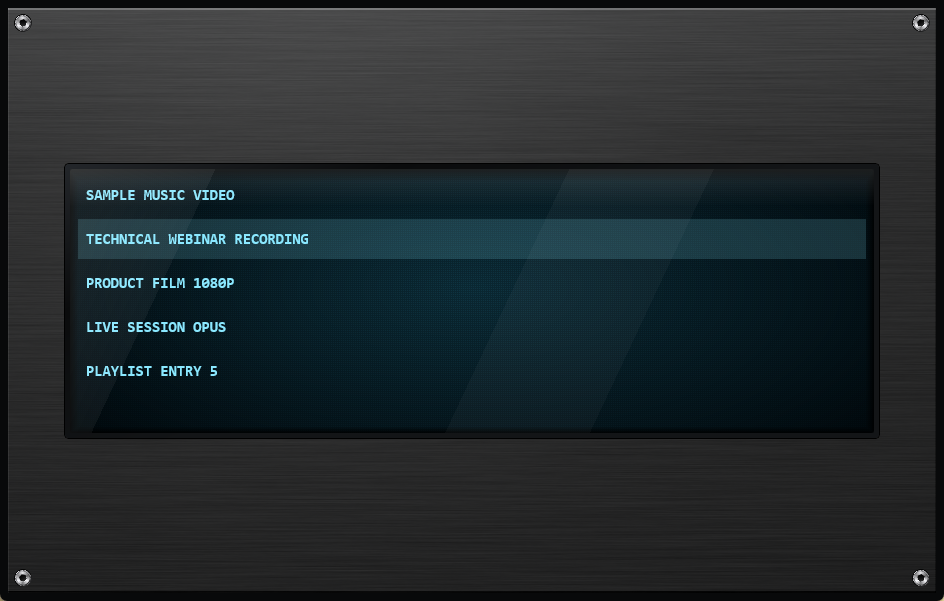 SAMPLE MUSIC VIDEO
TECHNICAL WEBINAR RECORDING
PRODUCT FILM 1080P
LIVE SESSION OPUS
PLAYLIST ENTRY 5